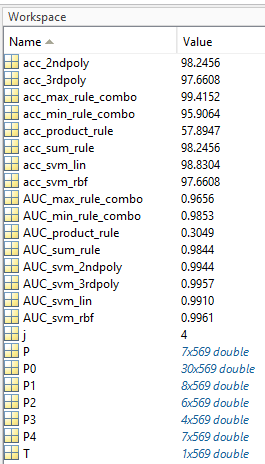 Workspace
Name Value
acc_2ndpoly 98.2456
acc_3rdpoly 97.6608
acc_max_rule_combo 99.4152
acc_min_rule_combo 95.9064
acc_product_rule 57.8947
acc_sum_rule 98.2456
acc_svm_lin 98.8304
acc_svm_rbf 97.6608
AUC_max_rule_combo 0.9656
AUC_min_rule_combo 0.9853
AUC_product_rule 0.3049
AUC_sum_rule 0.9844
AUC_svm_2ndpoly 0.9944
AUC_svm_3rdpoly 0.9957
AUC_svm_lin 0.9910
AUC_svm_rbf 0.9961
j 4
P 7x569 double
P0 30x569 double
P1 8x569 double
P2 6x569 double
P3 4x569 double
P4 7x569 double
T 1x569 double